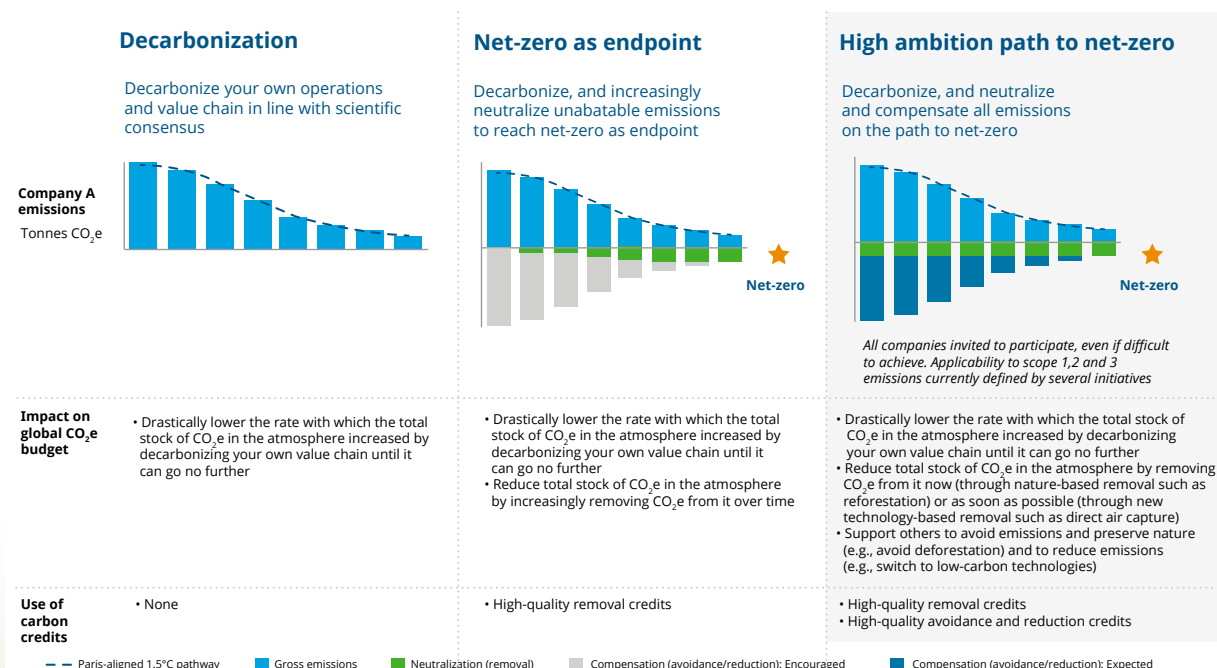 Decarbonization
Net-zero as endpoint
High ambition path to net-zero
Decarbonize your own operations
and value chain in line with scientific
consensus
Decarbonize, and increasingly
neutralize unabatable emissions
to reach net-zero as endpoint
Decarbonize, and neutralize
and compensate all emissions
on the path to net-zero
Company A
emissions
Tonnes CO2e
Net-zero
Net-zero
All companies invited to participate, even if difficult
to achieve. Applicability to scope 1,2 and 3
emissions currently defined by several initiatives
Impact on
global CO2e
budget
• Drastically lower the rate with which the total
stock of CO2e in the atmosphere increased by
decarbonizing your own value chain until it
can go no further
• Drastically lower the rate with which the total
stock of CO2e in the atmosphere increased by
decarbonizing your own value chain until it
can go no further
• Reduce total stock of CO2e in the atmosphere
by increasingly removing CO2e from it over time
• Drastically lower the rate with which the total stock of
CO2e in the atmosphere increased by decarbonizing
your own value chain until it can go no further
• Reduce total stock of CO2e in the atmosphere by removing
CO2e from it now (through nature-based removal such as
reforestation) or as soon as possible (through new
technology-based removal such as direct air capture)
• Support others to avoid emissions and preserve nature
(e.g., avoid deforestation) and to reduce emissions
(e.g., switch to low-carbon technologies)
Use of
carbon
credits
• None
• High-quality removal credits
• High-quality removal credits
• High-quality avoidance and reduction credits
Paris-aligned 1.5°C pathway
Gross emissions
Neutralization (removal)
Compensation (avoidance/reduction): Encouraged
Compensation (avoidance/reduction): Expected